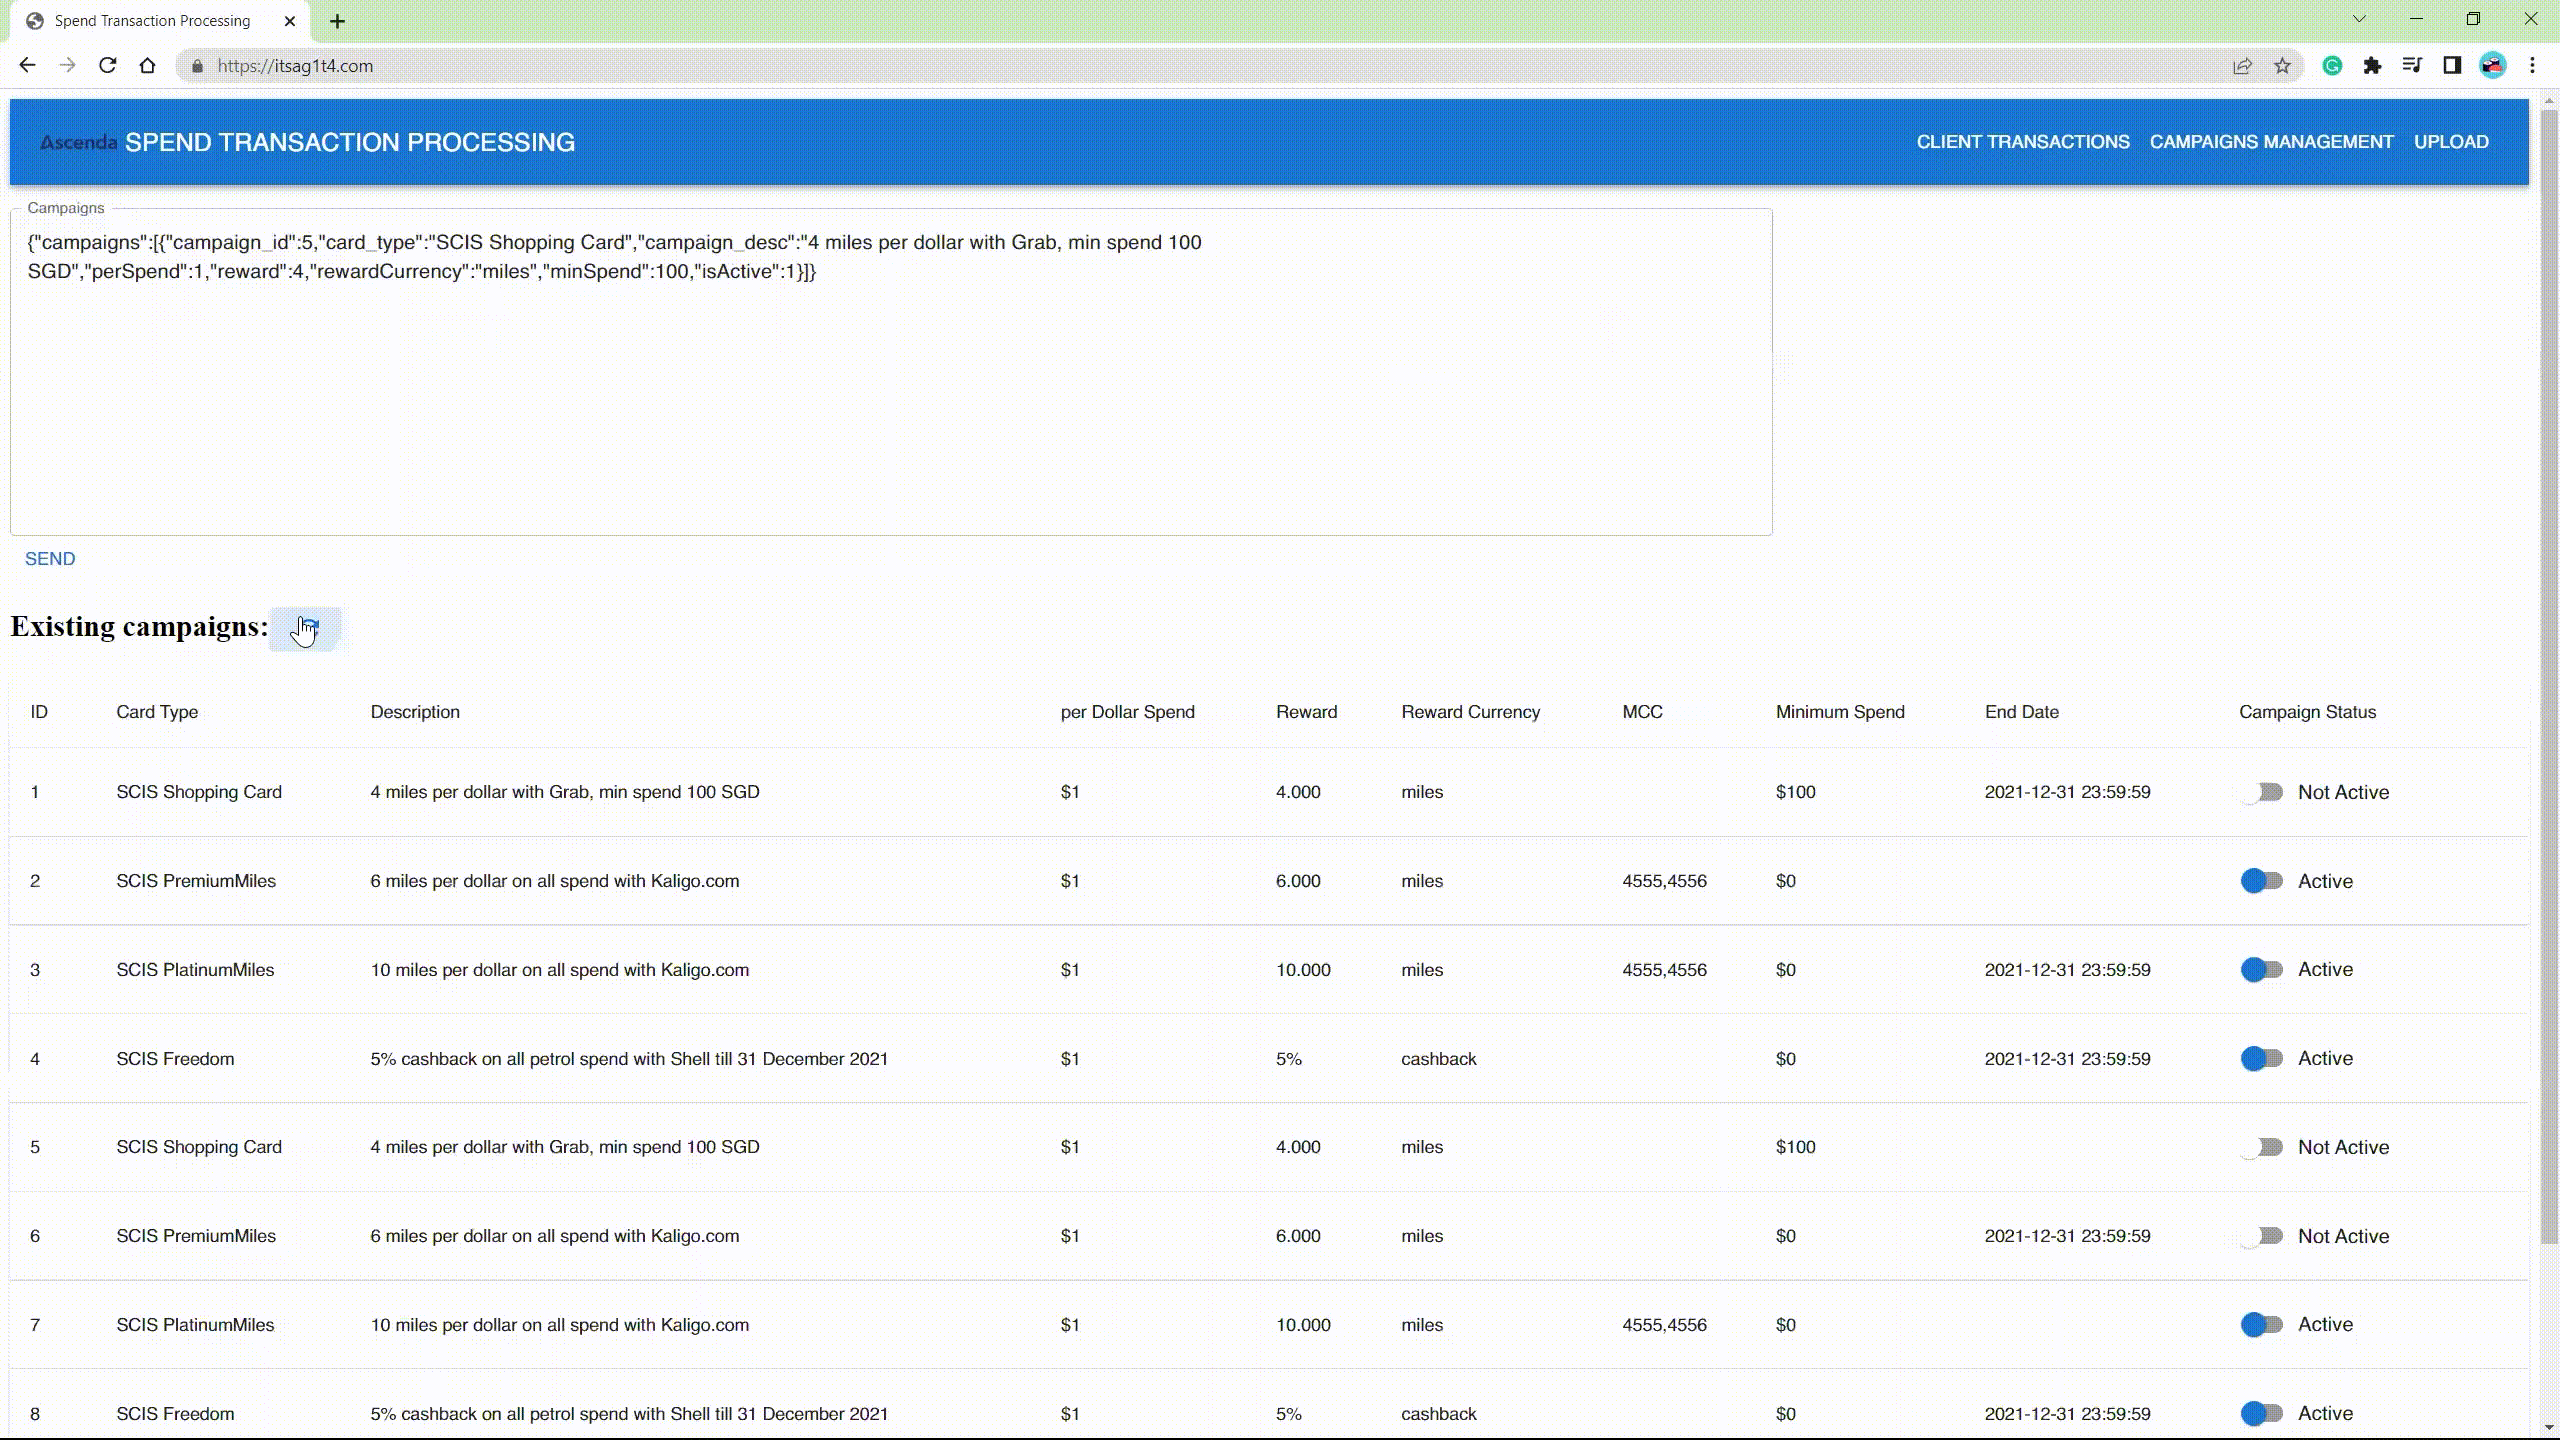 Spend Transaction Processing
https://itsag1t4.com
Ascenda SPEND TRANSACTION PROCESSING CLIENT TRANSACTIONS CAMPAIGNS MANAGEMENT UPLOAD
Campaigns
{"campaigns":[{"campaign_id":5,"card_type":"SCIS Shopping Card","campaign_desc":"4 miles per dollar with Grab, min spend 100
SGD","perSpend":1,"reward":4,"rewardCurrency":"miles","minSpend":100,"isActive":1}]}
SEND
Existing campaigns:
ID Card Type Description per Dollar Spend Reward Reward Currency MCC Minimum Spend End Date Campaign Status
1 SCIS Shopping Card 4 miles per dollar with Grab, min spend 100 SGD $1 4.000 miles $100 2021-12-31 23:59:59 Not Active
2 SCIS PremiumMiles 6 miles per dollar on all spend with Kaligo.com $1 6.000 miles 4555,4556 $0 Active
3 SCIS PlatinumMiles 10 miles per dollar on all spend with Kaligo.com $1 10.000 miles 4555,4556 $0 2021-12-31 23:59:59 Active
4 SCIS Freedom 5% cashback on all petrol spend with Shell till 31 December 2021 $1 5% cashback $0 2021-12-31 23:59:59 Active
5 SCIS Shopping Card 4 miles per dollar with Grab, min spend 100 SGD $1 4.000 miles $100 Not Active
6 SCIS PremiumMiles 6 miles per dollar on all spend with Kaligo.com $1 6.000 miles $0 2021-12-31 23:59:59 Not Active
7 SCIS PlatinumMiles 10 miles per dollar on all spend with Kaligo.com $1 10.000 miles 4555,4556 $0 Active
8 SCIS Freedom 5% cashback on all petrol spend with Shell till 31 December 2021 $1 5% cashback $0 2021-12-31 23:59:59 Active